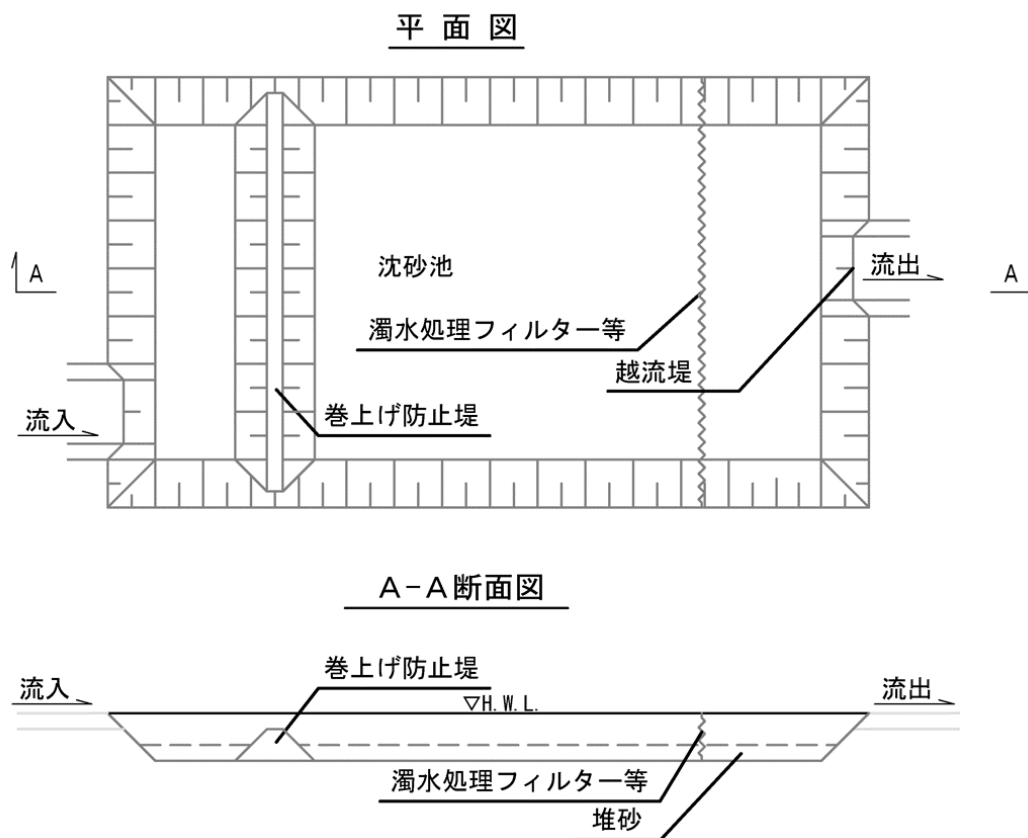 平面図
A
沈砂池
流出
A
濁水処理フィルター等
越流堤
巻上げ防止堤
流入
A-A断面図
巻上げ防止堤
流入
▽H.W.L.
流出
濁水処理フィルター等
堆砂